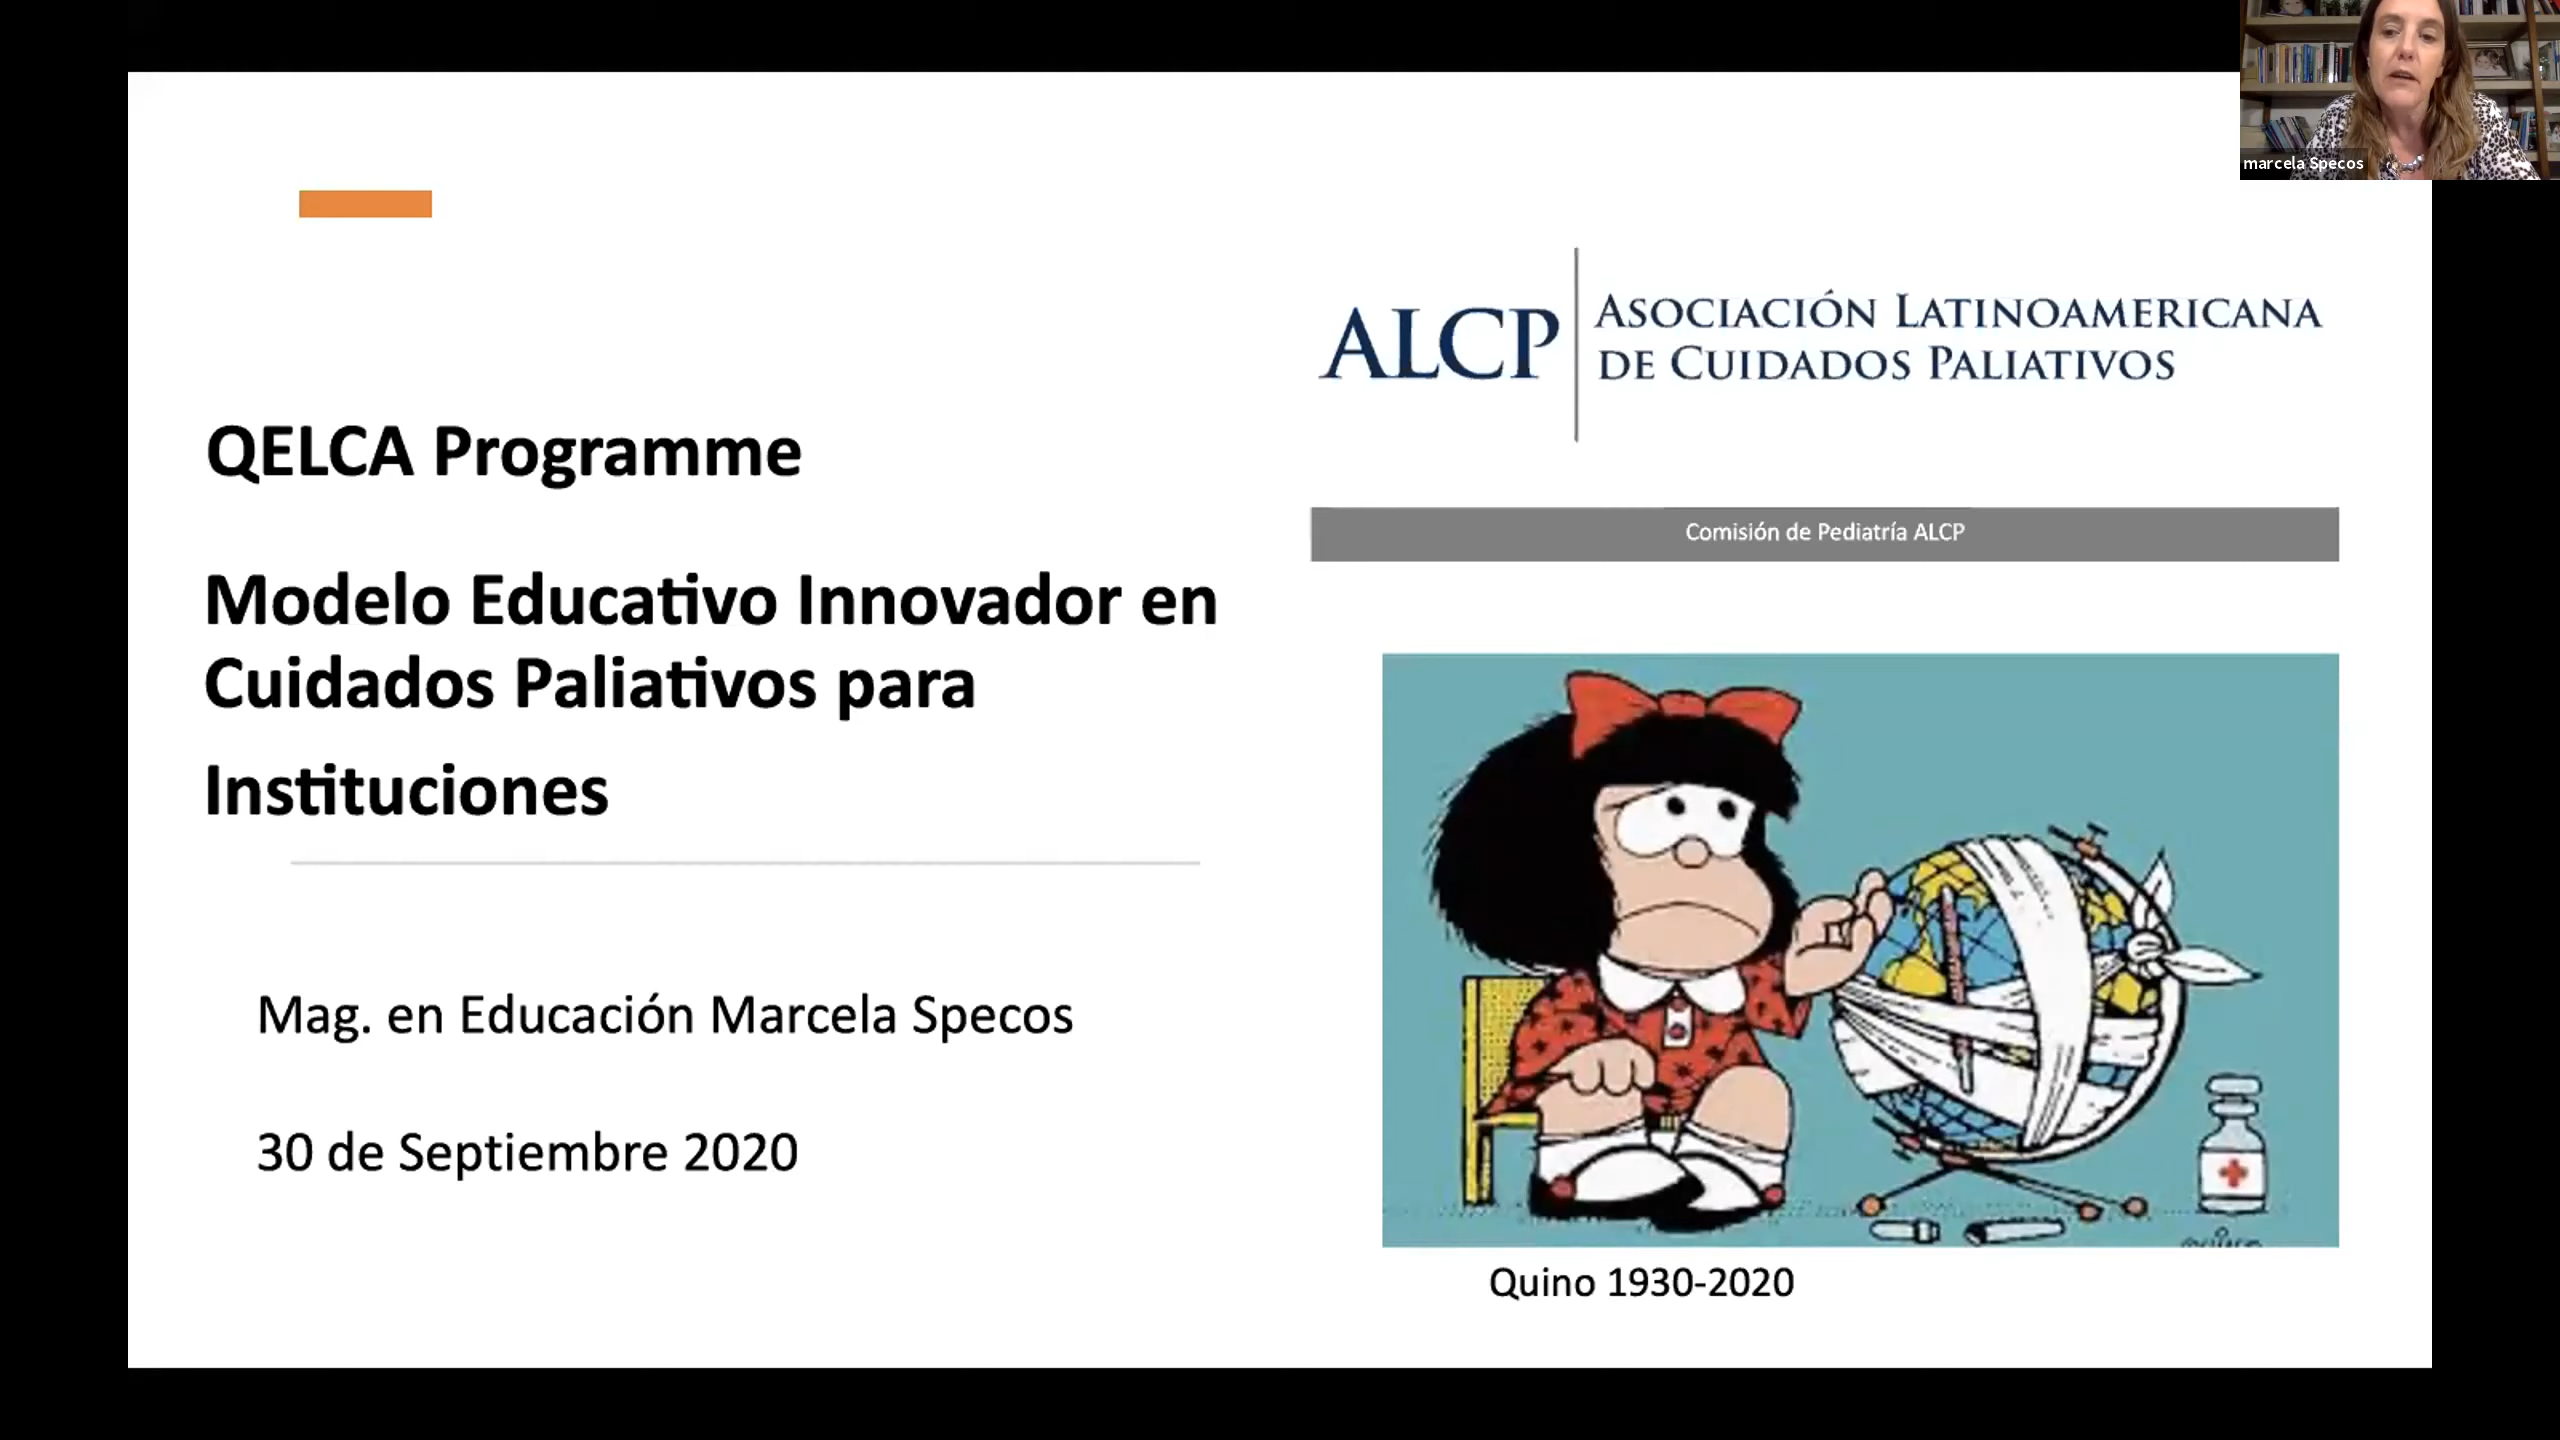 marcela Specos
ALCP
ASOCIACIÓN LATINOAMERICANA
DE CUIDADOS PALIATIVOS
QELCA Programme
Comisión de Pediatría ALCP
Modelo Educativo Innovador en
Cuidados Paliativos para
Instituciones
Mag. en Educación Marcela Specos
30 de Septiembre 2020
Quino 1930-2020